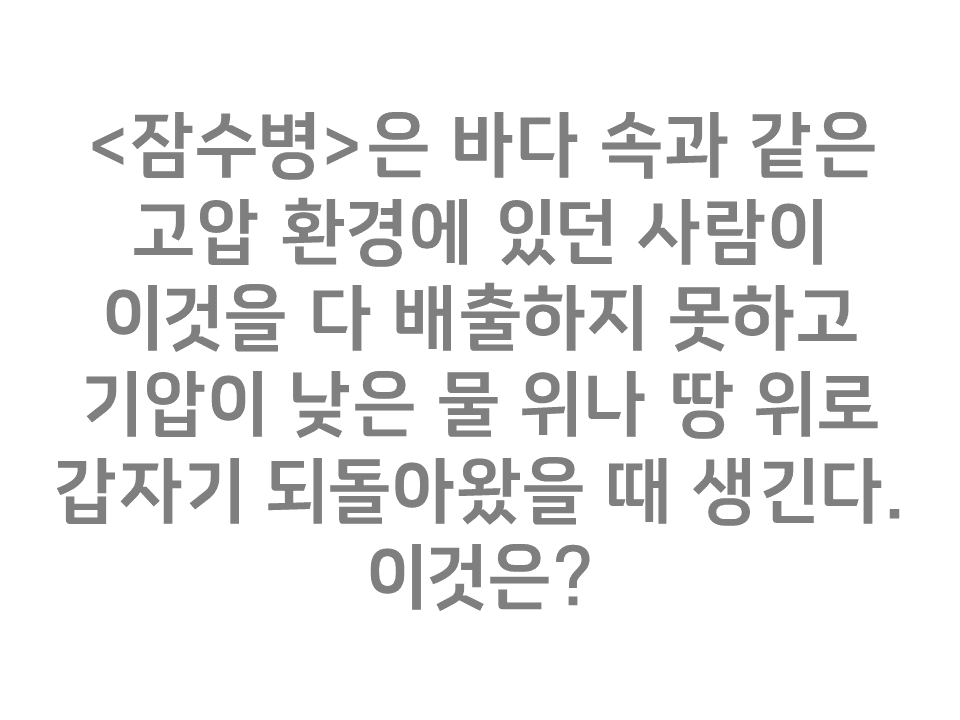 <잠수병>은 바다 속과 같은
고압 환경에 있던 사람이
이것을 다 배출하지 못하고
기압이 낮은 물 위나 땅 위로
갑자기 되돌아왔을 때 생긴다.
이것은?